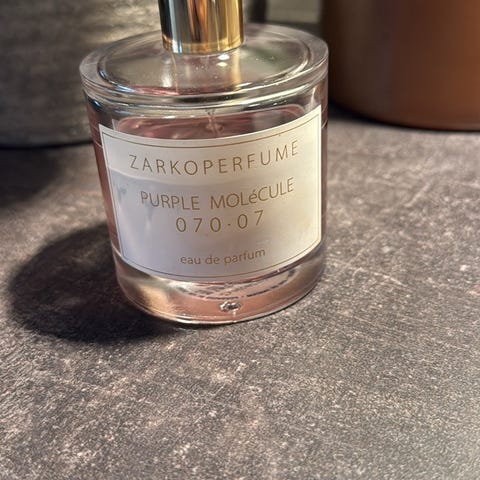 ZARKOPERFUME
PURPLE MOLéCULE
070·07
eau de parfum